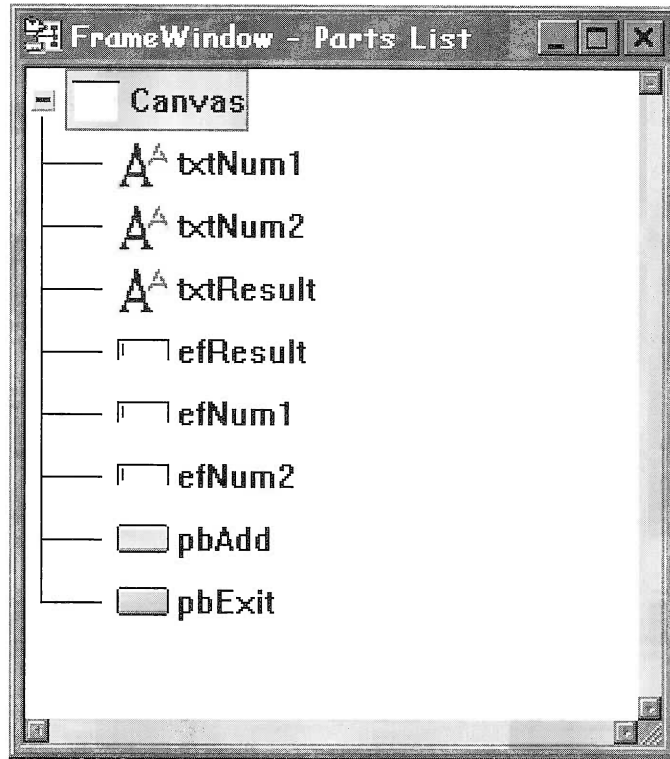 FrameWindow - Parts List
Canvas
txtNum1
txtNum2
txtResult
efResult
efNum1
efNum2
pbAdd
pbExit